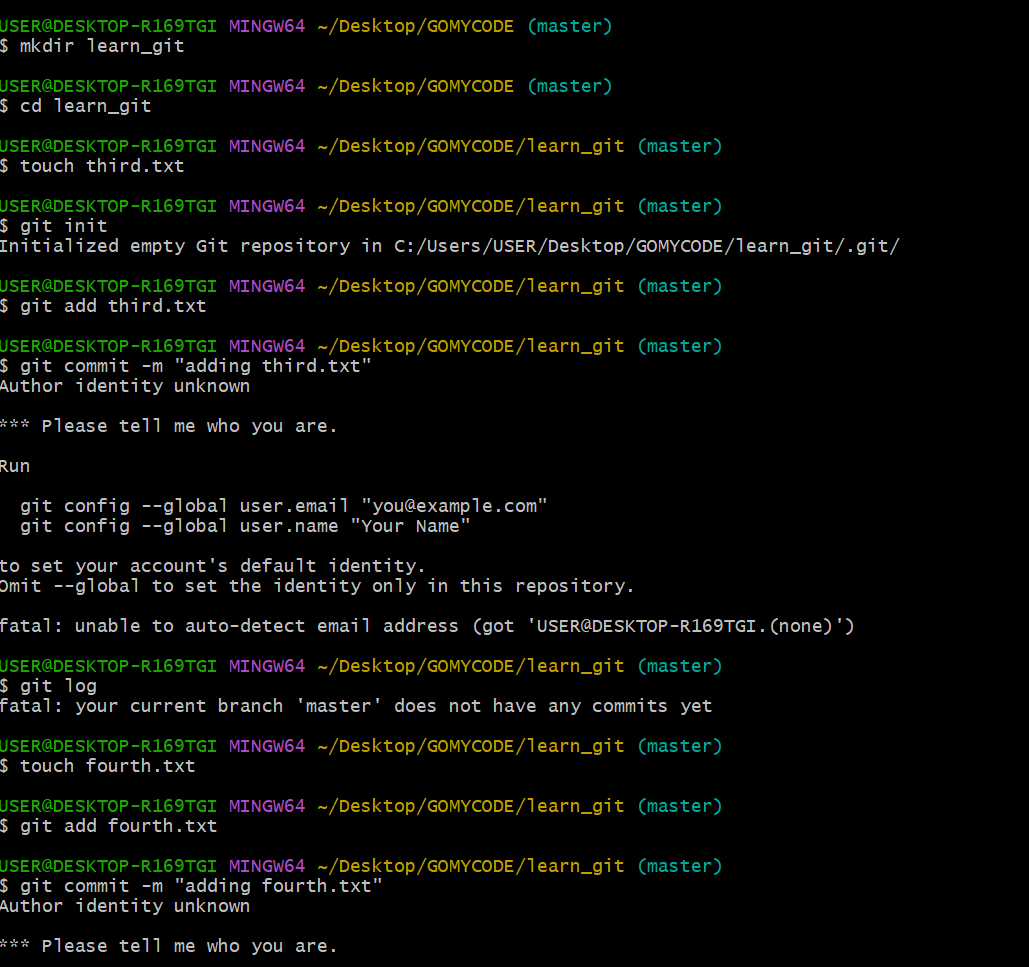 USER@DESKTOP-R169TGI MINGW64 ~/Desktop/GOMYCODE (master)
$ mkdir learn_git
USER@DESKTOP-R169TGI MINGW64 ~/Desktop/GOMYCODE (master)
$ cd learn_git
USER@DESKTOP-R169TGI MINGW64 ~/Desktop/GOMYCODE/learn_git (master)
$ touch third.txt
USER@DESKTOP-R169TGI MINGW64 ~/Desktop/GOMYCODE/learn_git (master)
$ git init
Initialized empty Git repository in C:/Users/USER/Desktop/GOMYCODE/learn_git/.git/
USER@DESKTOP-R169TGI MINGW64 ~/Desktop/GOMYCODE/learn_git (master)
$ git add third.txt
USER@DESKTOP-R169TGI MINGW64 ~/Desktop/GOMYCODE/learn_git (master)
$ git commit -m "adding third.txt"
Author identity unknown
*** Please tell me who you are.
Run
git config --global user.email "you@example.com"
git config --global user.name "Your Name"
to set your account's default identity.
Omit --global to set the identity only in this repository.
fatal: unable to auto-detect email address (got 'USER@DESKTOP-R169TGI.(none)')
USER@DESKTOP-R169TGI MINGW64 ~/Desktop/GOMYCODE/learn_git (master)
$ git log
fatal: your current branch 'master' does not have any commits yet
USER@DESKTOP-R169TGI MINGW64 ~/Desktop/GOMYCODE/learn_git (master)
$ touch fourth.txt
USER@DESKTOP-R169TGI MINGW64 ~/Desktop/GOMYCODE/learn_git (master)
$ git add fourth.txt
USER@DESKTOP-R169TGI MINGW64 ~/Desktop/GOMYCODE/learn_git (master)
$ git commit -m "adding fourth.txt"
Author identity unknown
*** Please tell me who you are.